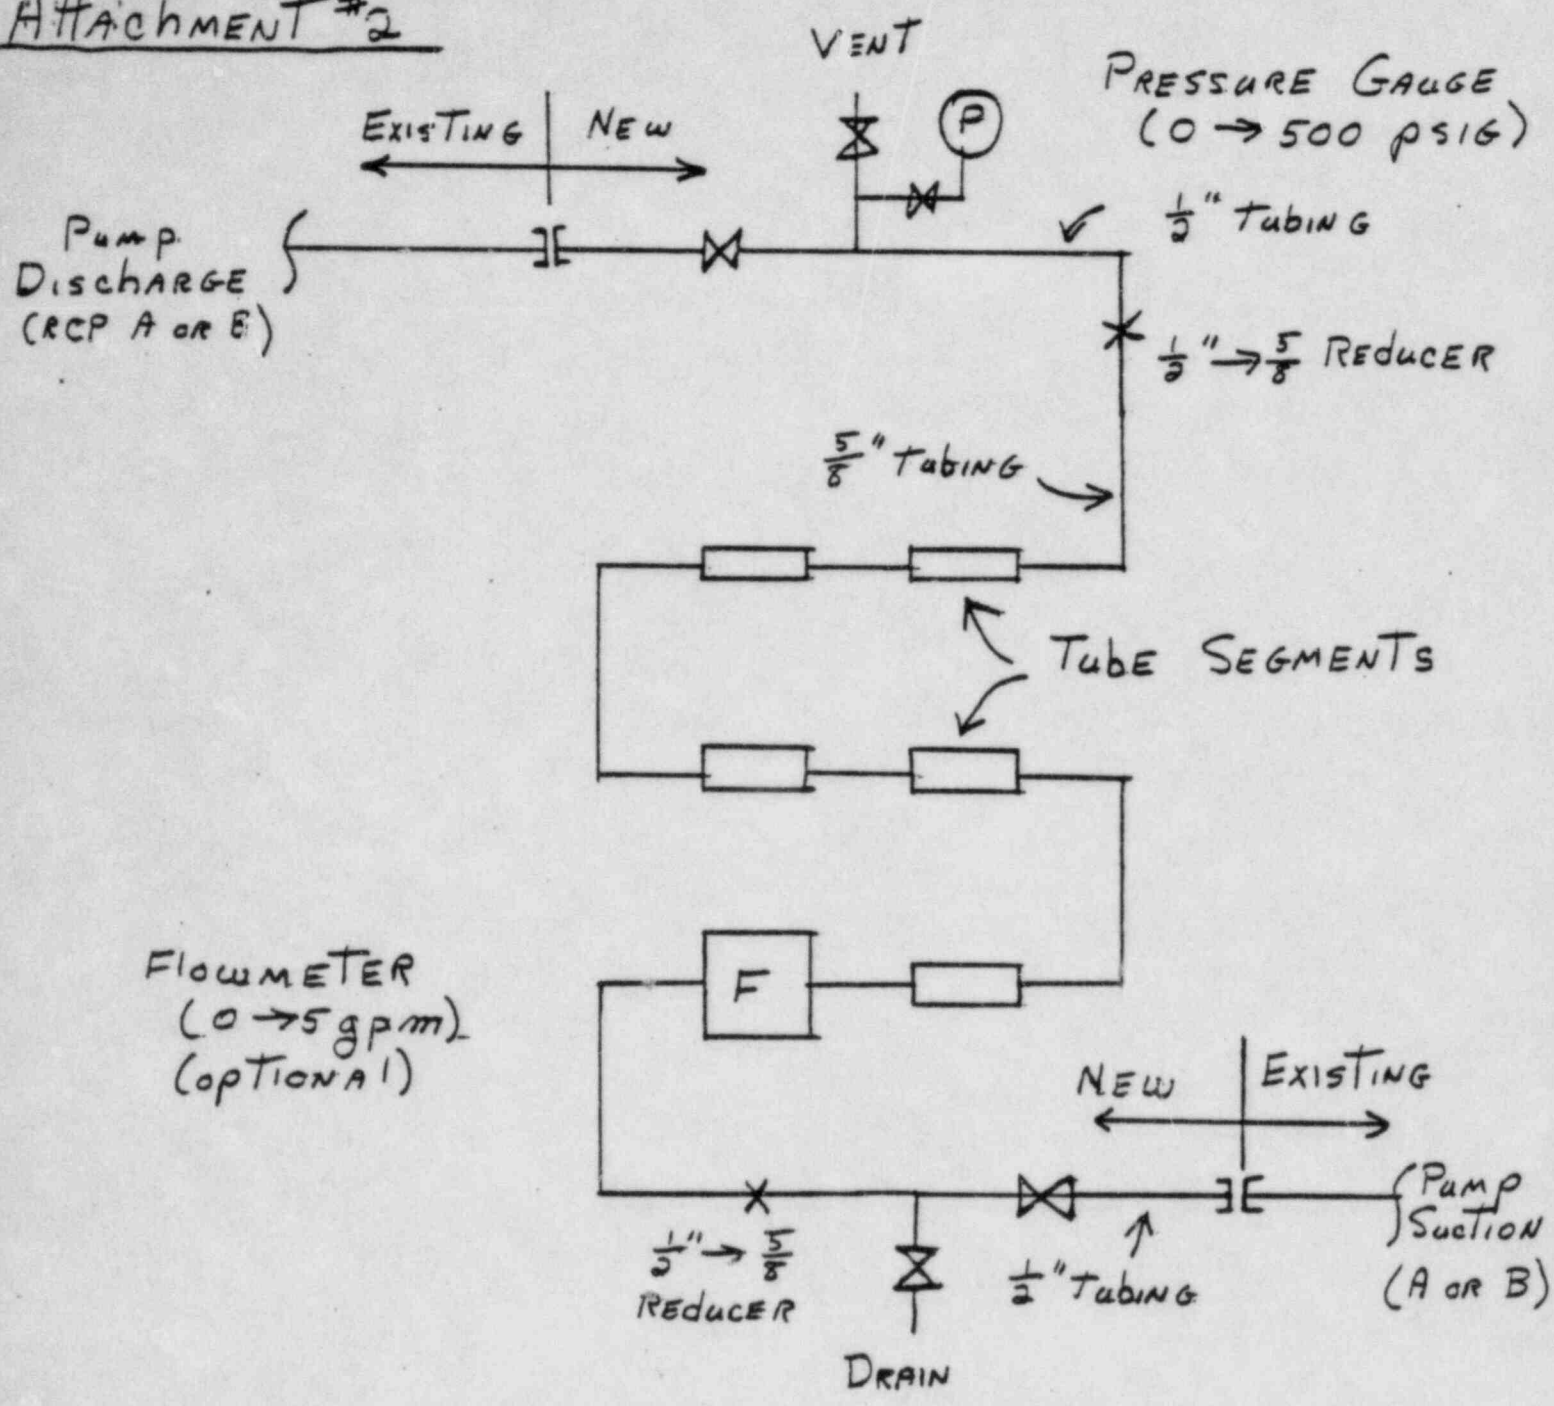 ATTACHMENT #2
VENT
PRESSURE GAUGE
(0 → 500 PSIG)
EXISTING
NEW
P
1/2" TUBING
PUMP
DISCHARGE
(RCP A OR B)
1/2" → 5/8 REDUCER
5/8" TUBING
TUBE SEGMENTS
FLOWMETER
(0 → 5 gpm)
(OPTIONAL)
F
NEW
EXISTING
PUMP
SUCTION
(A OR B)
1/2" → 5/8
REDUCER
1/2" TUBING
DRAIN